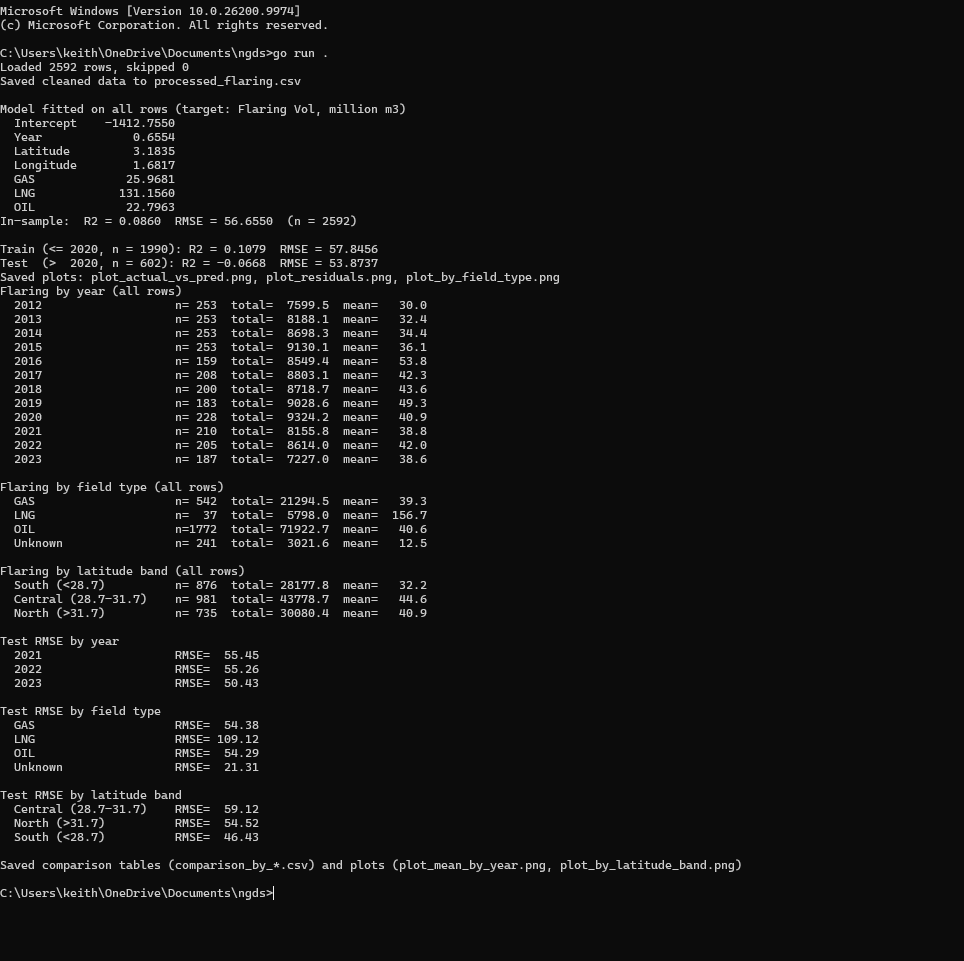 Microsoft Windows [Version 10.0.26200.9974]
(c) Microsoft Corporation. All rights reserved.
C:\Users\keith\OneDrive\Documents\ngds>go run .
Loaded 2592 rows, skipped 0
Saved cleaned data to processed_flaring.csv
Model fitted on all rows (target: Flaring Vol, million m3)
  Intercept    -1412.7550
  Year             0.6554
  Latitude         3.1835
  Longitude        1.6817
  GAS             25.9681
  LNG            131.1560
  OIL             22.7963
In-sample:  R2 = 0.0860  RMSE = 56.6550  (n = 2592)
Train (<= 2020, n = 1990): R2 = 0.1079  RMSE = 57.8456
Test  (>  2020, n = 602): R2 = -0.0668  RMSE = 53.8737
Saved plots: plot_actual_vs_pred.png, plot_residuals.png, plot_by_field_type.png
Flaring by year (all rows)
  2012                   n= 253  total=  7599.5  mean=   30.0
  2013                   n= 253  total=  8188.1  mean=   32.4
  2014                   n= 253  total=  8698.3  mean=   34.4
  2015                   n= 253  total=  9130.1  mean=   36.1
  2016                   n= 159  total=  8549.4  mean=   53.8
  2017                   n= 208  total=  8803.1  mean=   42.3
  2018                   n= 200  total=  8718.7  mean=   43.6
  2019                   n= 183  total=  9028.6  mean=   49.3
  2020                   n= 228  total=  9324.2  mean=   40.9
  2021                   n= 210  total=  8155.8  mean=   38.8
  2022                   n= 205  total=  8614.0  mean=   42.0
  2023                   n= 187  total=  7227.0  mean=   38.6
Flaring by field type (all rows)
  GAS                    n= 542  total= 21294.5  mean=   39.3
  LNG                    n=  37  total=  5798.0  mean=  156.7
  OIL                    n=1772  total= 71922.7  mean=   40.6
  Unknown                n= 241  total=  3021.6  mean=   12.5
Flaring by latitude band (all rows)
  South (<28.7)          n= 876  total= 28177.8  mean=   32.2
  Central (28.7-31.7)    n= 981  total= 43778.7  mean=   44.6
  North (>31.7)          n= 735  total= 30080.4  mean=   40.9
Test RMSE by year
  2021                   RMSE=  55.45
  2022                   RMSE=  55.26
  2023                   RMSE=  50.43
Test RMSE by field type
  GAS                    RMSE=  54.38
  LNG                    RMSE= 109.12
  OIL                    RMSE=  54.29
  Unknown                RMSE=  21.31
Test RMSE by latitude band
  Central (28.7-31.7)    RMSE=  59.12
  North (>31.7)          RMSE=  54.52
  South (<28.7)          RMSE=  46.43
Saved comparison tables (comparison_by_*.csv) and plots (plot_mean_by_year.png, plot_by_latitude_band.png)
C:\Users\keith\OneDrive\Documents\ngds>